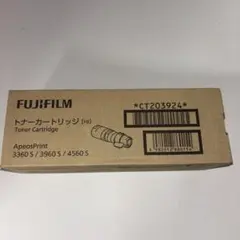 FUJIFILM
トナーカートリッジ
Toner Cartridge
ApeosPrint
3360 S / 3960 S / 4560 S
*CT203924*